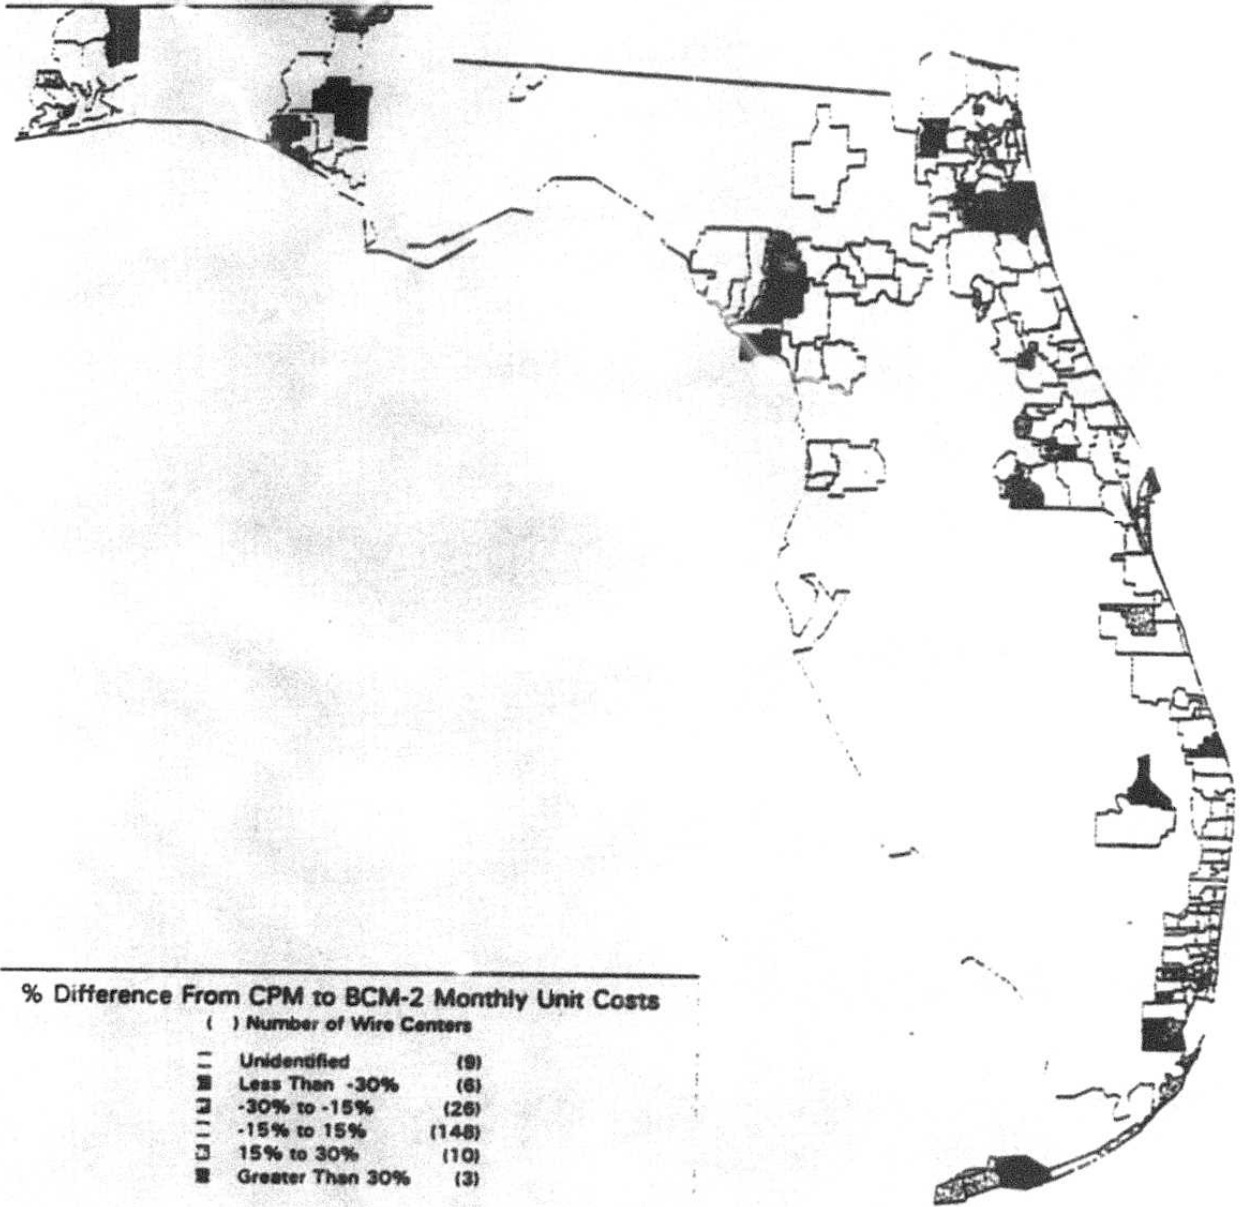 % Difference From CPM to BCM-2 Monthly Unit Costs
( ) Number of Wire Centers
Unidentified (9)
Less Than -30% (6)
-30% to -15% (26)
-15% to 15% (148)
15% to 30% (10)
Greater Than 30% (3)